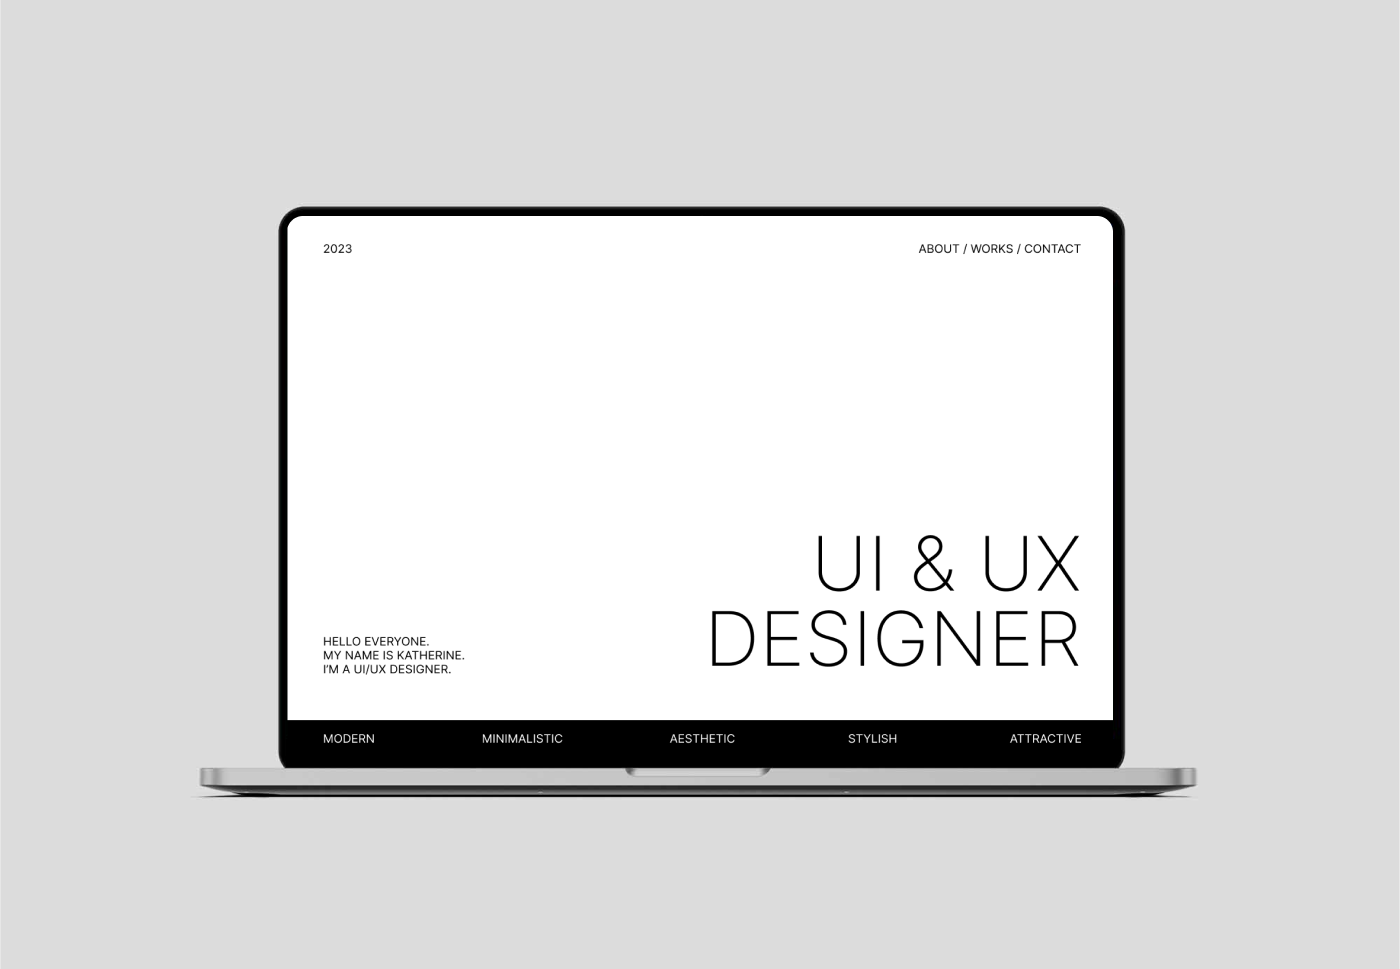 2023
ABOUT / WORKS / CONTACT
UI & UX
DESIGNER
HELLO EVERYONE.
MY NAME IS KATHERINE.
I'M A UI/UX DESIGNER.
MODERN
MINIMALISTIC
AESTHETIC
STYLISH
ATTRACTIVE